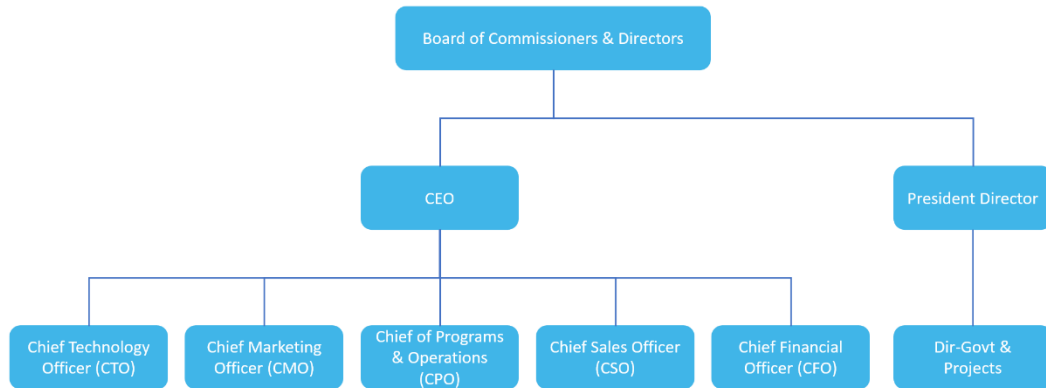 Board of Commissioners & Directors
CEO
President Director
Chief Technology
Officer (CTO)
Chief Marketing
Officer (CMO)
Chief of Programs
& Operations
(CPO)
Chief Sales Officer
(CSO)
Chief Financial
Officer (CFO)
Dir-Govt &
Projects